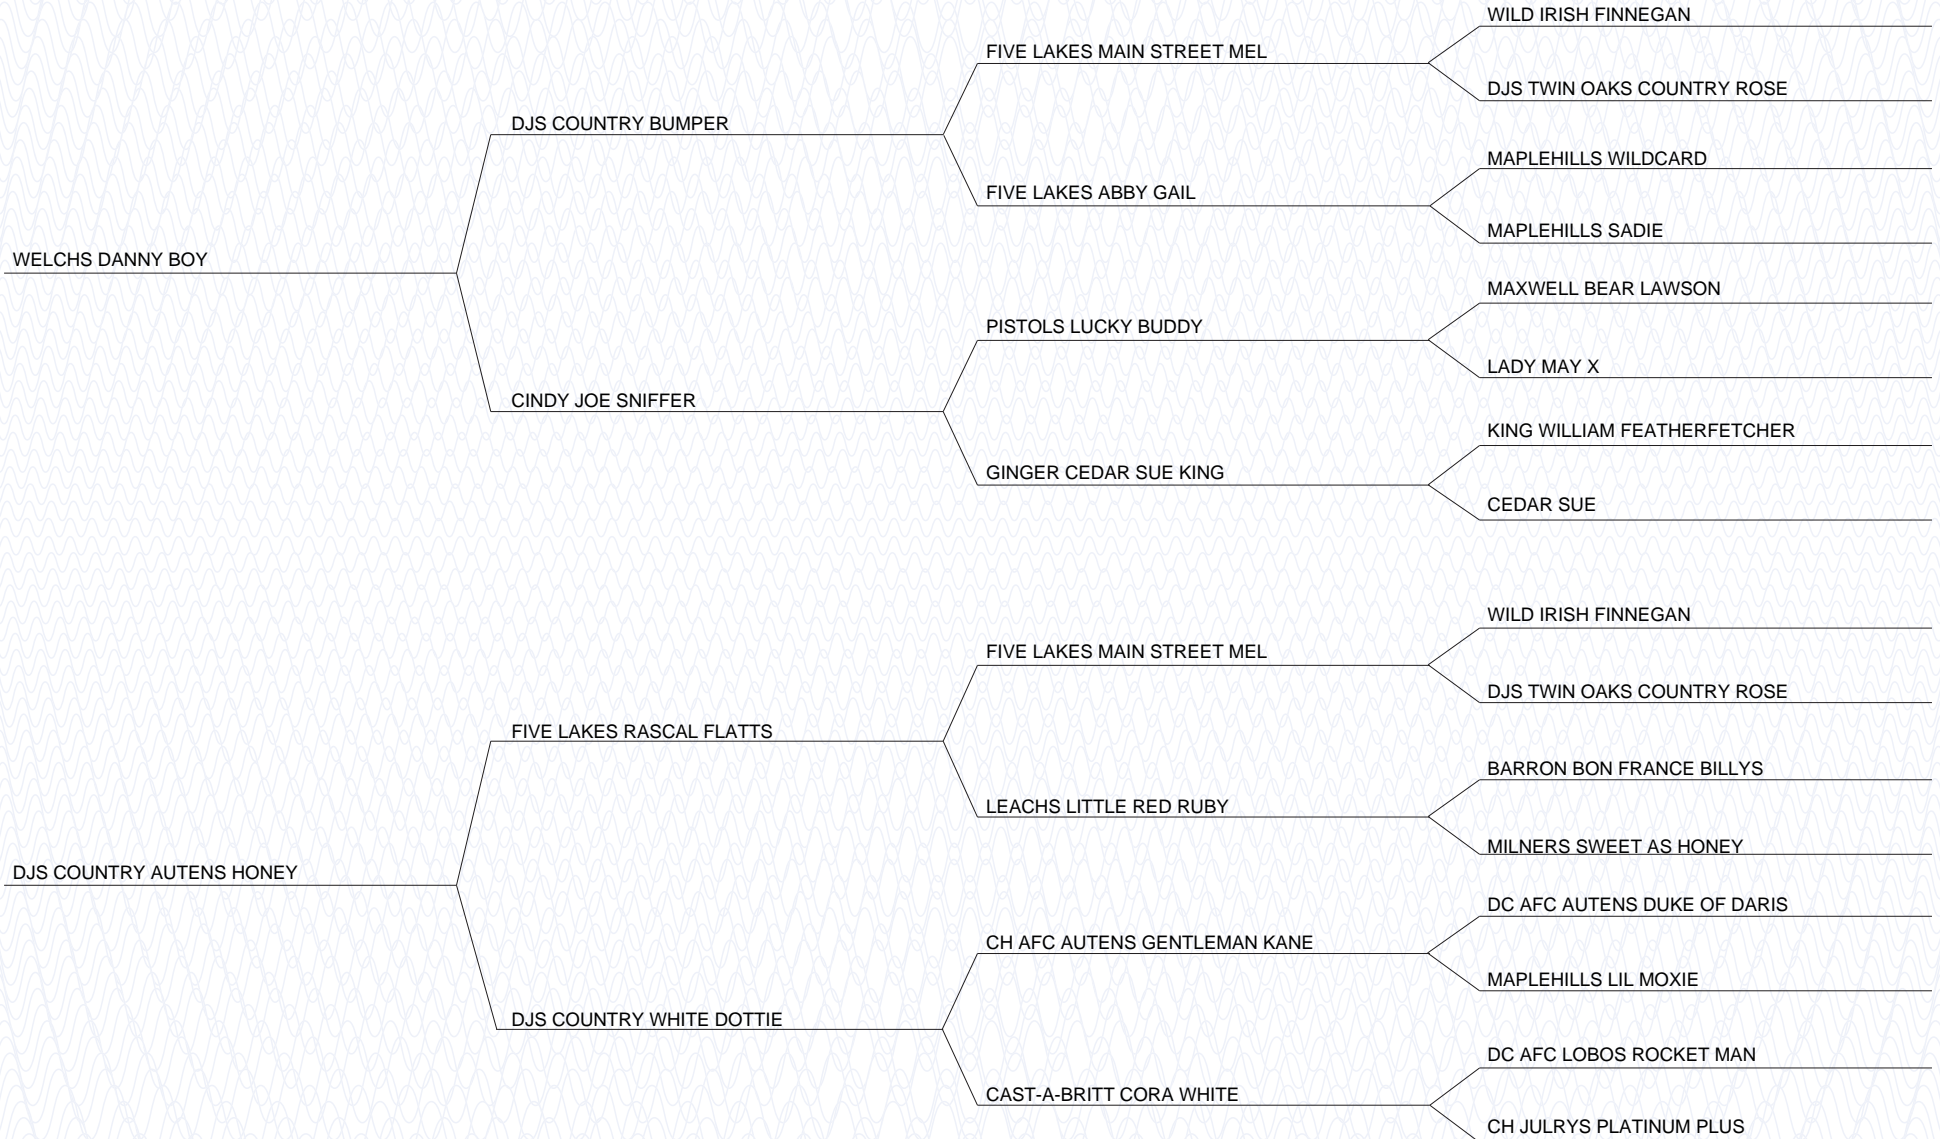 WILD IRISH FINNEGAN
FIVE LAKES MAIN STREET MEL
DJS TWIN OAKS COUNTRY ROSE
DJS COUNTRY BUMPER
MAPLEHILLS WILDCARD
FIVE LAKES ABBY GAIL
MAPLEHILLS SADIE
WELCHS DANNY BOY
MAXWELL BEAR LAWSON
PISTOLS LUCKY BUDDY
LADY MAY X
CINDY JOE SNIFFER
KING WILLIAM FEATHERFETCHER
GINGER CEDAR SUE KING
CEDAR SUE
WILD IRISH FINNEGAN
FIVE LAKES MAIN STREET MEL
DJS TWIN OAKS COUNTRY ROSE
FIVE LAKES RASCAL FLATTS
BARRON BON FRANCE BILLYS
LEACHS LITTLE RED RUBY
MILNERS SWEET AS HONEY
DJS COUNTRY AUTENS HONEY
DC AFC AUTENS DUKE OF DARIS
CH AFC AUTENS GENTLEMAN KANE
MAPLEHILLS LIL MOXIE
DJS COUNTRY WHITE DOTTIE
DC AFC LOBOS ROCKET MAN
CAST-A-BRITT CORA WHITE
CH JULRYS PLATINUM PLUS